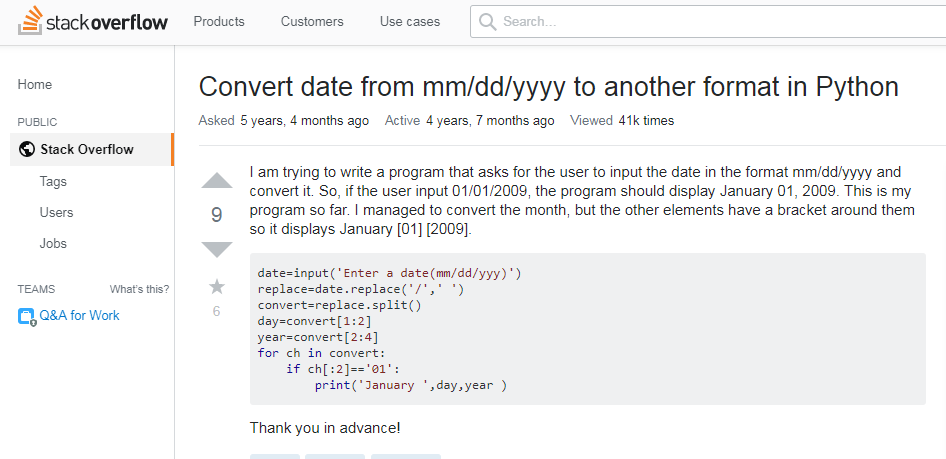 stackoverflow Products Customers Use cases Search...
Home
PUBLIC
Stack Overflow
Tags
Users
Jobs
TEAMS What's this?
Q&A for Work
Convert date from mm/dd/yyyy to another format in Python
Asked 5 years, 4 months ago Active 4 years, 7 months ago Viewed 41k times
9
6
I am trying to write a program that asks for the user to input the date in the format mm/dd/yyyy and
convert it. So, if the user input 01/01/2009, the program should display January 01, 2009. This is my
program so far. I managed to convert the month, but the other elements have a bracket around them
so it displays January [01] [2009].
date=input('Enter a date(mm/dd/yyy)')
replace=date.replace('/',' ')
convert=replace.split()
day=convert[1:2]
year=convert[2:4]
for ch in convert:
    if ch[:2]=='01':
        print('January ',day,year )
Thank you in advance!